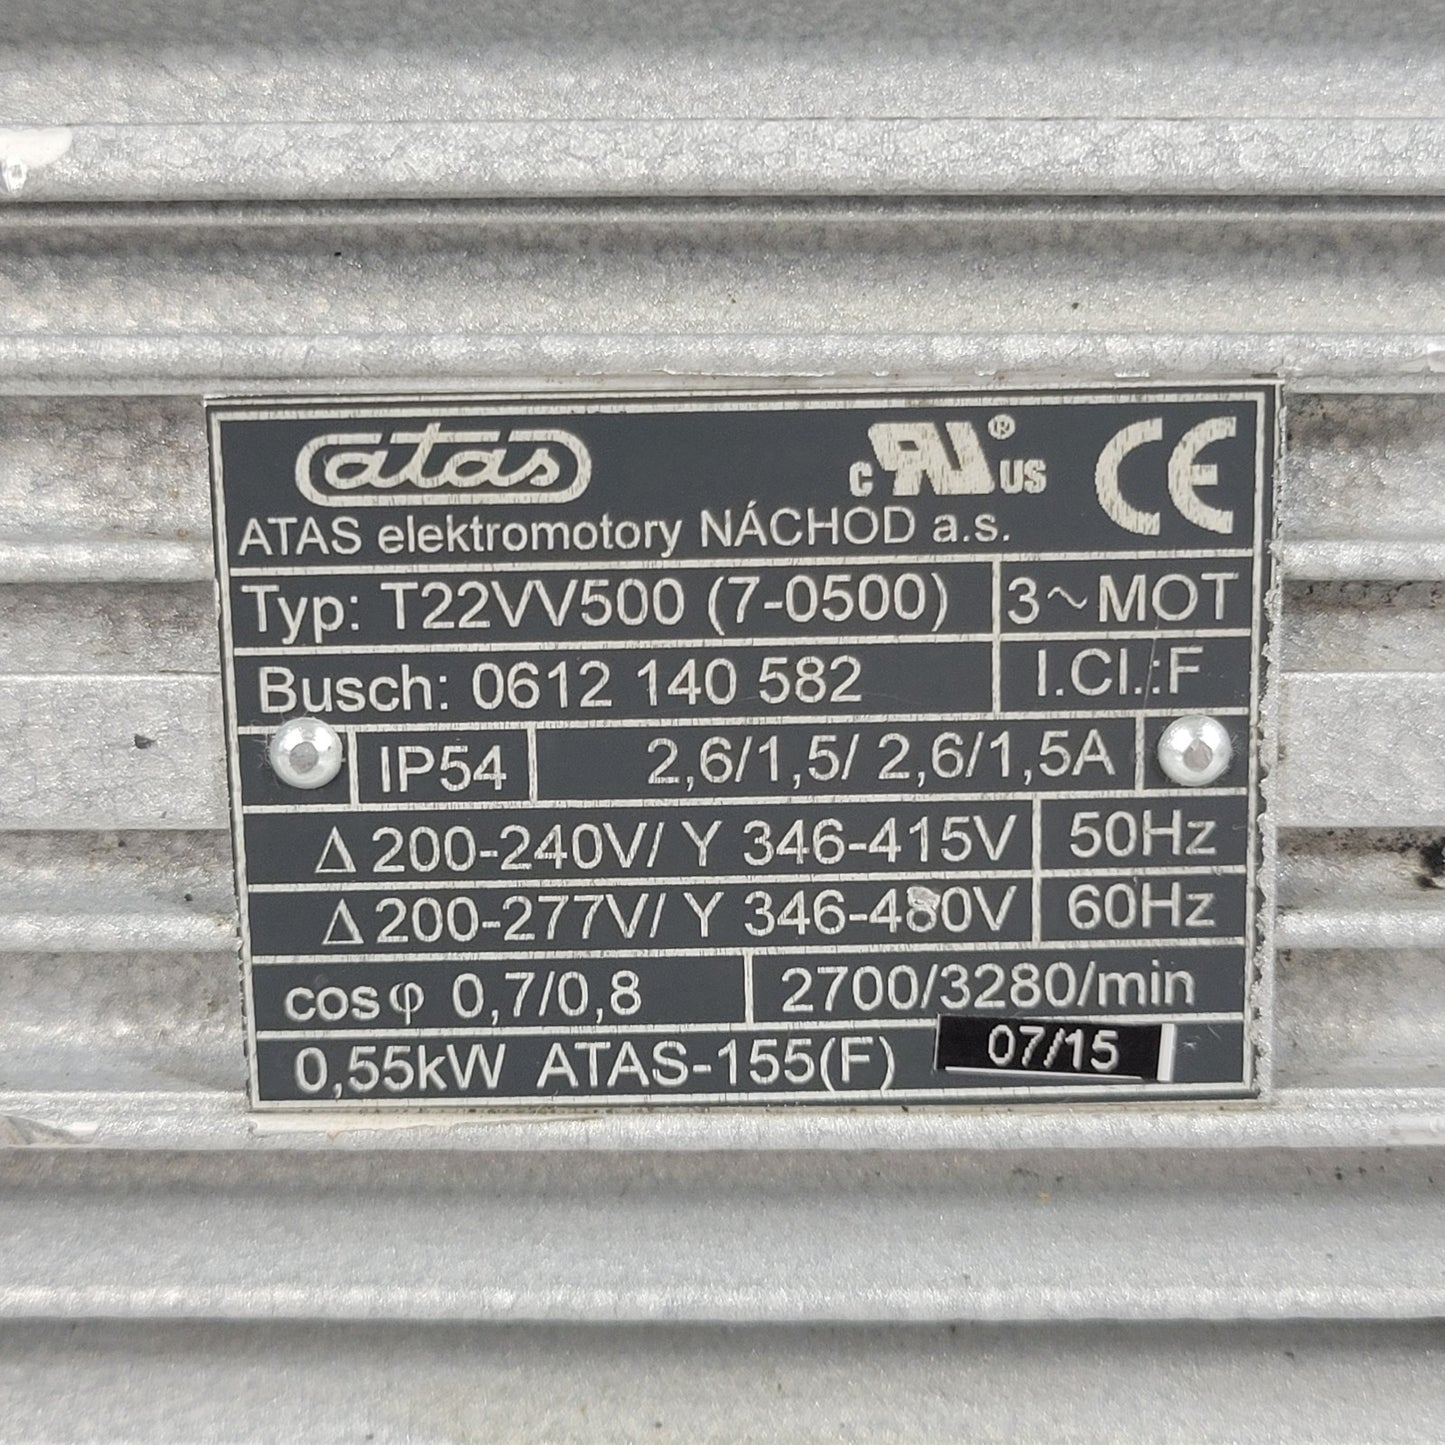 atas
c RU ® US CE
ATAS elektromotory NÁCHOD a.s.
Typ: T22VV500 (7-0500) 3~MOT
Busch: 0612 140 582 I.Cl.:F
IP54 2,6/1,5/ 2,6/1,5A
Δ 200-240V/ Y 346-415V 50Hz
Δ 200-277V/ Y 346-480V 60Hz
cosφ 0,7/0,8 2700/3280/min
0,55kW ATAS-155(F) 07/15